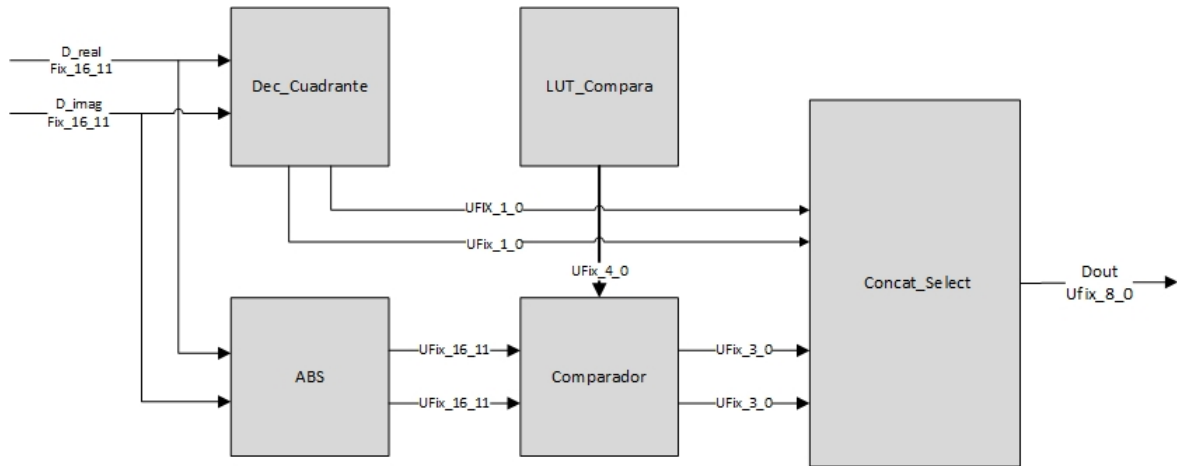 D_real
Fix_16_11
D_imag
Fix_16_11
Dec_Cuadrante
LUT_Compara
UFIX_1_0
UFix_1_0
UFix_4_0
Concat_Select
Dout
Ufix_8_0
ABS
UFix_16_11
UFix_16_11
Comparador
UFix_3_0
UFix_3_0